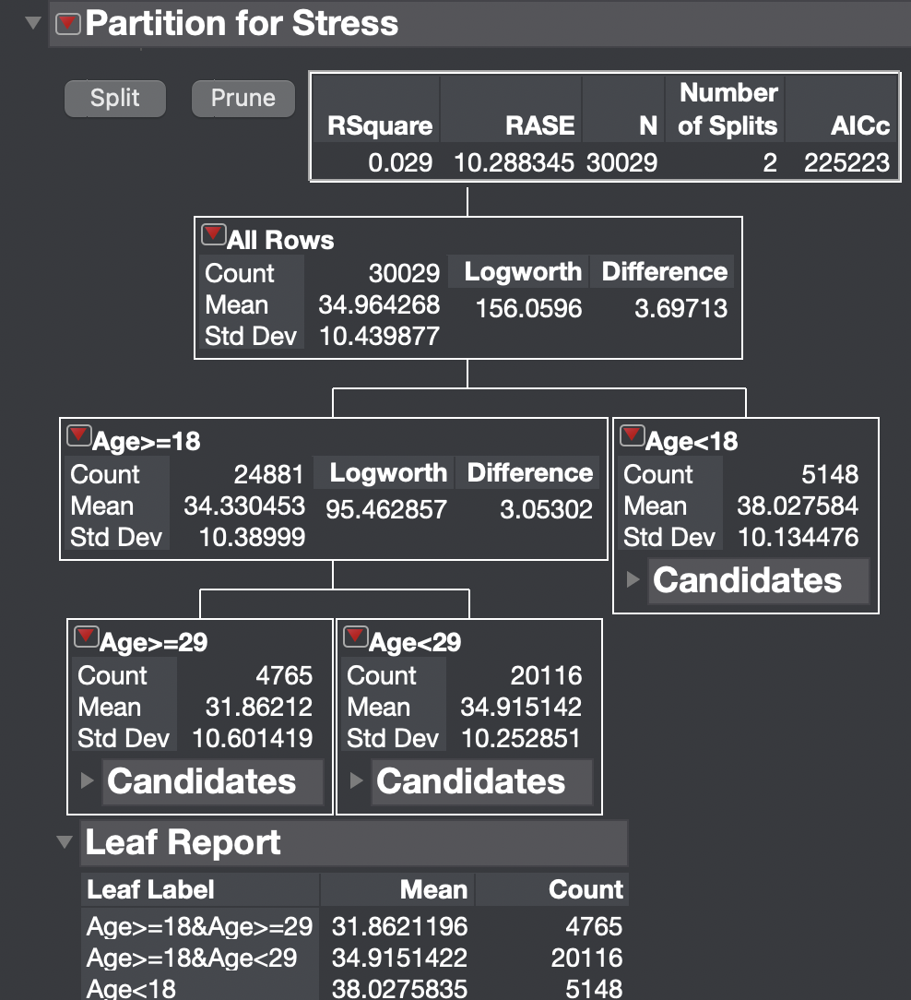 Partition for Stress
Split Prune
Number
RSquare RASE N of Splits AICc
0.029 10.288345 30029 2 225223
All Rows
Count 30029 Logworth Difference
Mean 34.964268 156.0596 3.69713
Std Dev 10.439877
Age>=18
Count 24881 Logworth Difference
Mean 34.330453 95.462857 3.05302
Std Dev 10.38999
Age<18
Count 5148
Mean 38.027584
Std Dev 10.134476
Candidates
Age>=29
Count 4765
Mean 31.86212
Std Dev 10.601419
Candidates
Age<29
Count 20116
Mean 34.915142
Std Dev 10.252851
Candidates
Leaf Report
Leaf Label Mean Count
Age>=18&Age>=29 31.8621196 4765
Age>=18&Age<29 34.9151422 20116
Age<18 38.0275835 5148